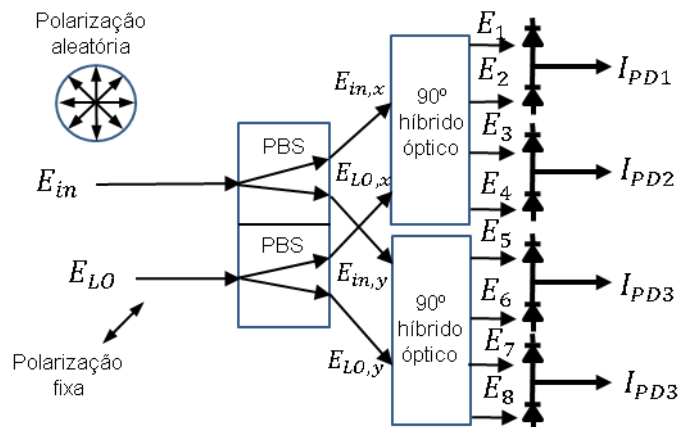 Polarização
aleatória
E_in
E_LO
Polarização
fixa
PBS
PBS
E_in,x
E_LO,x
E_in,y
E_LO,y
90º
híbrido
óptico
90º
híbrido
óptico
E_1
E_2
E_3
E_4
E_5
E_6
E_7
E_8
I_PD1
I_PD2
I_PD3
I_PD3